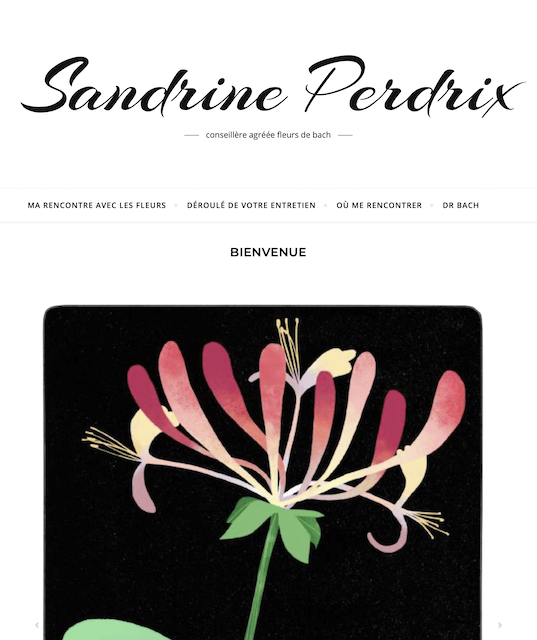 Sandrine Perdrix
conseillère agréée fleurs de bach
MA RENCONTRE AVEC LES FLEURS DÉROULÉ DE VOTRE ENTRETIEN OÙ ME RENCONTRER DR BACH
BIENVENUE